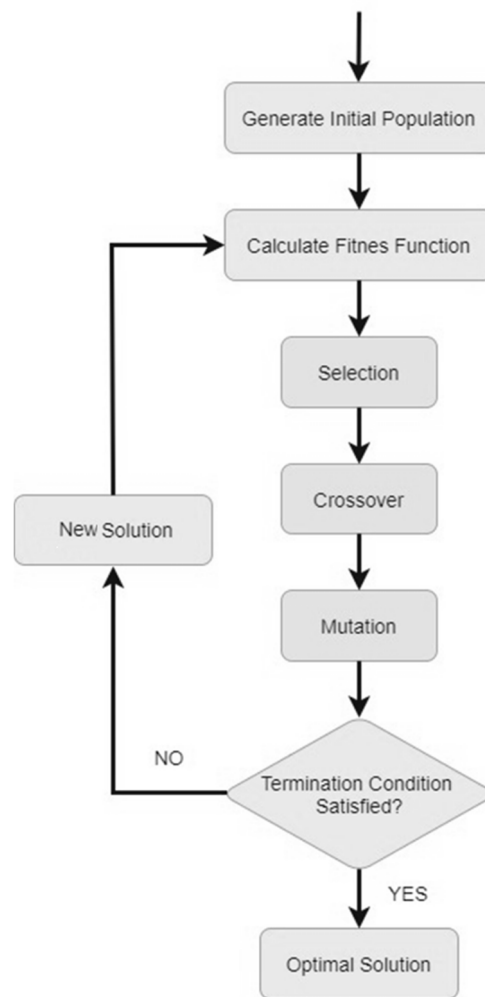 Generate Initial Population
Calculate Fitnes Function
Selection
Crossover
New Solution
Mutation
NO
Termination Condition
Satisfied?
YES
Optimal Solution